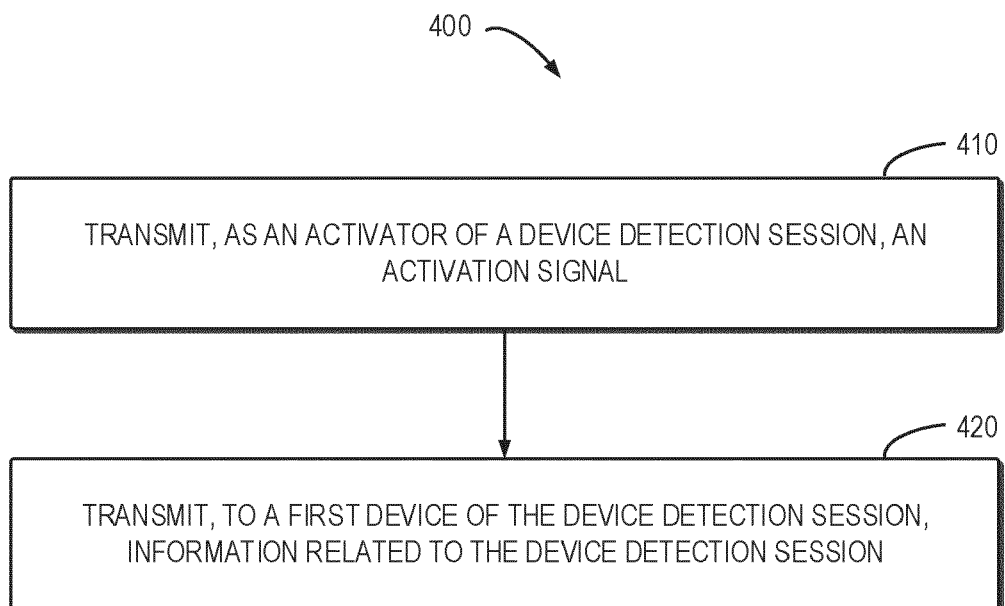 400
410
TRANSMIT, AS AN ACTIVATOR OF A DEVICE DETECTION SESSION, AN
ACTIVATION SIGNAL
420
TRANSMIT, TO A FIRST DEVICE OF THE DEVICE DETECTION SESSION,
INFORMATION RELATED TO THE DEVICE DETECTION SESSION